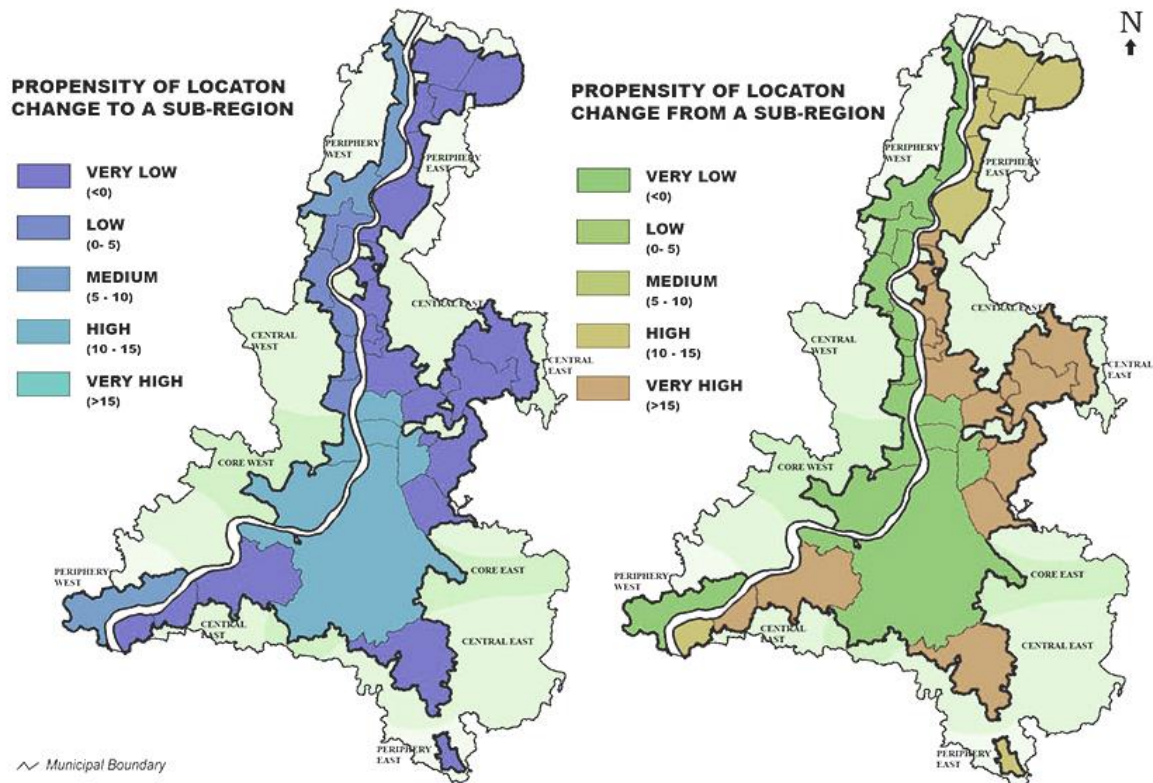 PROPENSITY OF LOCATON
CHANGE TO A SUB-REGION
VERY LOW
(<0)
LOW
(0- 5)
MEDIUM
(5 - 10)
HIGH
(10 - 15)
VERY HIGH
(>15)
PERIPHERY
WEST
PERIPHERY
EAST
CENTRAL EAST
CENTRAL
WEST
CENTRAL
EAST
CORE WEST
PERIPHERY
WEST
CORE EAST
CENTRAL
EAST
CENTRAL EAST
PERIPHERY
EAST
Municipal Boundary
N
PROPENSITY OF LOCATON
CHANGE FROM A SUB-REGION
VERY LOW
(<0)
LOW
(0- 5)
MEDIUM
(5 - 10)
HIGH
(10 - 15)
VERY HIGH
(>15)
PERIPHERY
WEST
PERIPHERY
EAST
CENTRAL EAST
CENTRAL
WEST
CENTRAL
EAST
CORE WEST
PERIPHERY
WEST
CORE EAST
CENTRAL
EAST
CENTRAL EAST
PERIPHERY
EAST